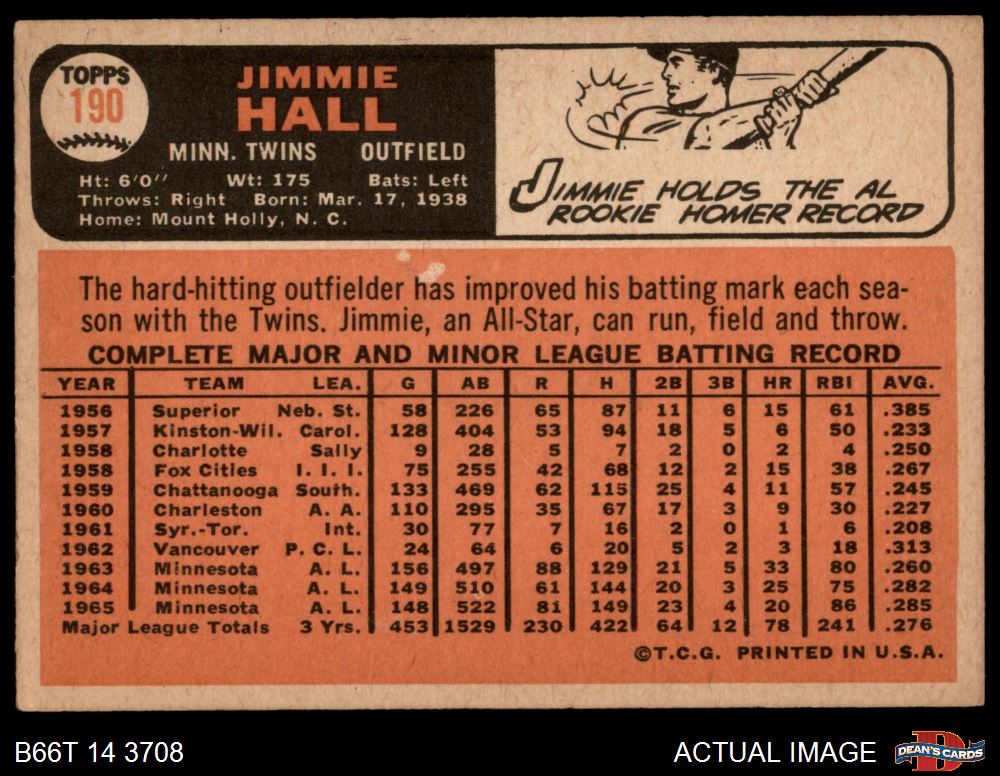 TOPPS
190
JIMMIE
HALL
MINN. TWINS OUTFIELD
Ht: 6'0" Wt: 175 Bats: Left
Throws: Right Born: Mar. 17, 1938
Home: Mount Holly, N. C.
JIMMIE HOLDS THE AL
ROOKIE HOMER RECORD
The hard-hitting outfielder has improved his batting mark each sea-
son with the Twins. Jimmie, an All-Star, can run, field and throw.
COMPLETE MAJOR AND MINOR LEAGUE BATTING RECORD
YEAR TEAM LEA. G AB R H 2B 3B HR RBI AVG.
1956 Superior Neb. St. 58 226 65 87 11 6 15 61 .385
1957 Kinston-Wil. Carol. 128 404 53 94 18 5 6 50 .233
1958 Charlotte Sally 9 28 5 7 2 0 2 4 .250
1958 Fox Cities I. I. I. 75 255 42 68 12 2 15 38 .267
1959 Chattanooga South. 133 469 62 115 25 4 11 57 .245
1960 Charleston A. A. 110 295 35 67 17 3 9 30 .227
1961 Syr.-Tor. Int. 30 77 7 16 2 0 1 6 .208
1962 Vancouver P. C. L. 24 64 6 20 5 2 3 18 .313
1963 Minnesota A. L. 156 497 88 129 21 5 33 80 .260
1964 Minnesota A. L. 149 510 61 144 20 3 25 75 .282
1965 Minnesota A. L. 148 522 81 149 23 4 20 86 .285
Major League Totals 3 Yrs. 453 1529 230 422 64 12 78 241 .276
©T.C.G. PRINTED IN U.S.A.
B66T 14 3708
ACTUAL IMAGE
DEAN'S CARDS